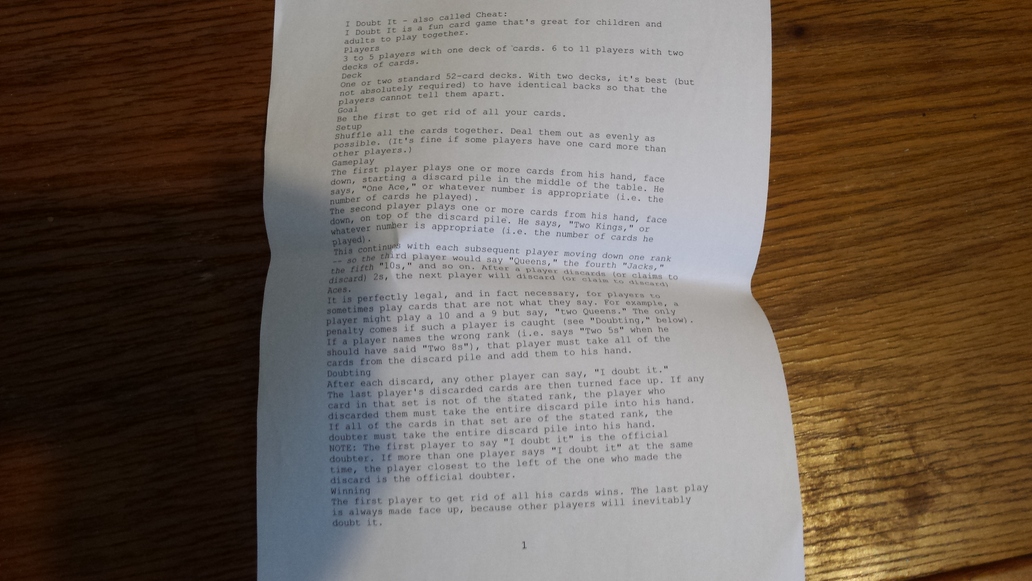 I Doubt It - also called Cheat:
I Doubt It is a fun card game that's great for children and
adults to play together.
Players
3 to 5 players with one deck of cards. 6 to 11 players with two
decks of cards.
Deck
One or two standard 52-card decks. With two decks, it's best (but
not absolutely required) to have identical backs so that the
players cannot tell them apart.
Goal
Be the first to get rid of all your cards.
Setup
Shuffle all the cards together. Deal them out as evenly as
possible. (It's fine if some players have one card more than
other players.)
Gameplay
The first player plays one or more cards from his hand, face
down, starting a discard pile in the middle of the table. He
says, "One Ace," or whatever number is appropriate (i.e. the
number of cards he played).
The second player plays one or more cards from his hand, face
down, on top of the discard pile. He says, "Two Kings," or
whatever number is appropriate (i.e. the number of cards he
played).
This continues with each subsequent player moving down one rank
-- so the third player would say "Queens," the fourth "Jacks,"
the fifth "10s," and so on. After a player discards (or claims to
discard) 2s, the next player will discard (or claim to discard)
Aces.
It is perfectly legal, and in fact necessary, for players to
sometimes play cards that are not what they say. For example, a
player might play a 10 and a 9 but say, "two Queens." The only
penalty comes if such a player is caught (see "Doubting," below).
If a player names the wrong rank (i.e. says "Two 5s" when he
should have said "Two 8s"), that player must take all of the
cards from the discard pile and add them to his hand.
Doubting
After each discard, any other player can say, "I doubt it."
The last player's discarded cards are then turned face up. If any
card in that set is not of the stated rank, the player who
discarded them must take the entire discard pile into his hand.
If all of the cards in that set are of the stated rank, the
doubter must take the entire discard pile into his hand.
NOTE: The first player to say "I doubt it" is the official
doubter. If more than one player says "I doubt it" at the same
time, the player closest to the left of the one who made the
discard is the official doubter.
Winning
The first player to get rid of all his cards wins. The last play
is always made face up, because other players will inevitably
doubt it.
1